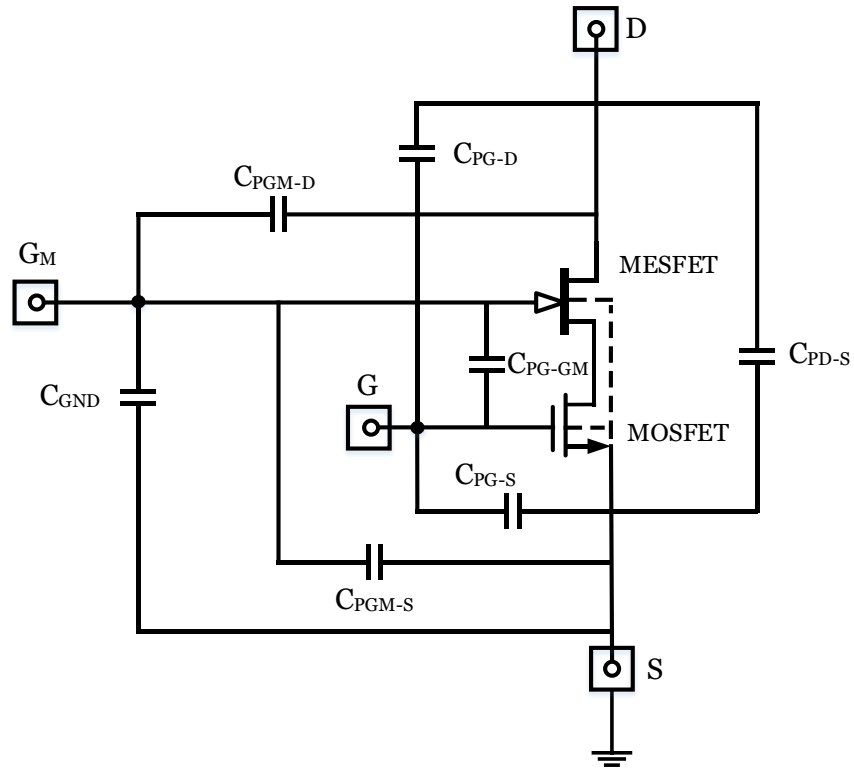 D
CPG-D
CPGM-D
GM
MESFET
CPD-S
CPG-GM
G
CGND
MOSFET
CPG-S
CPGM-S
S